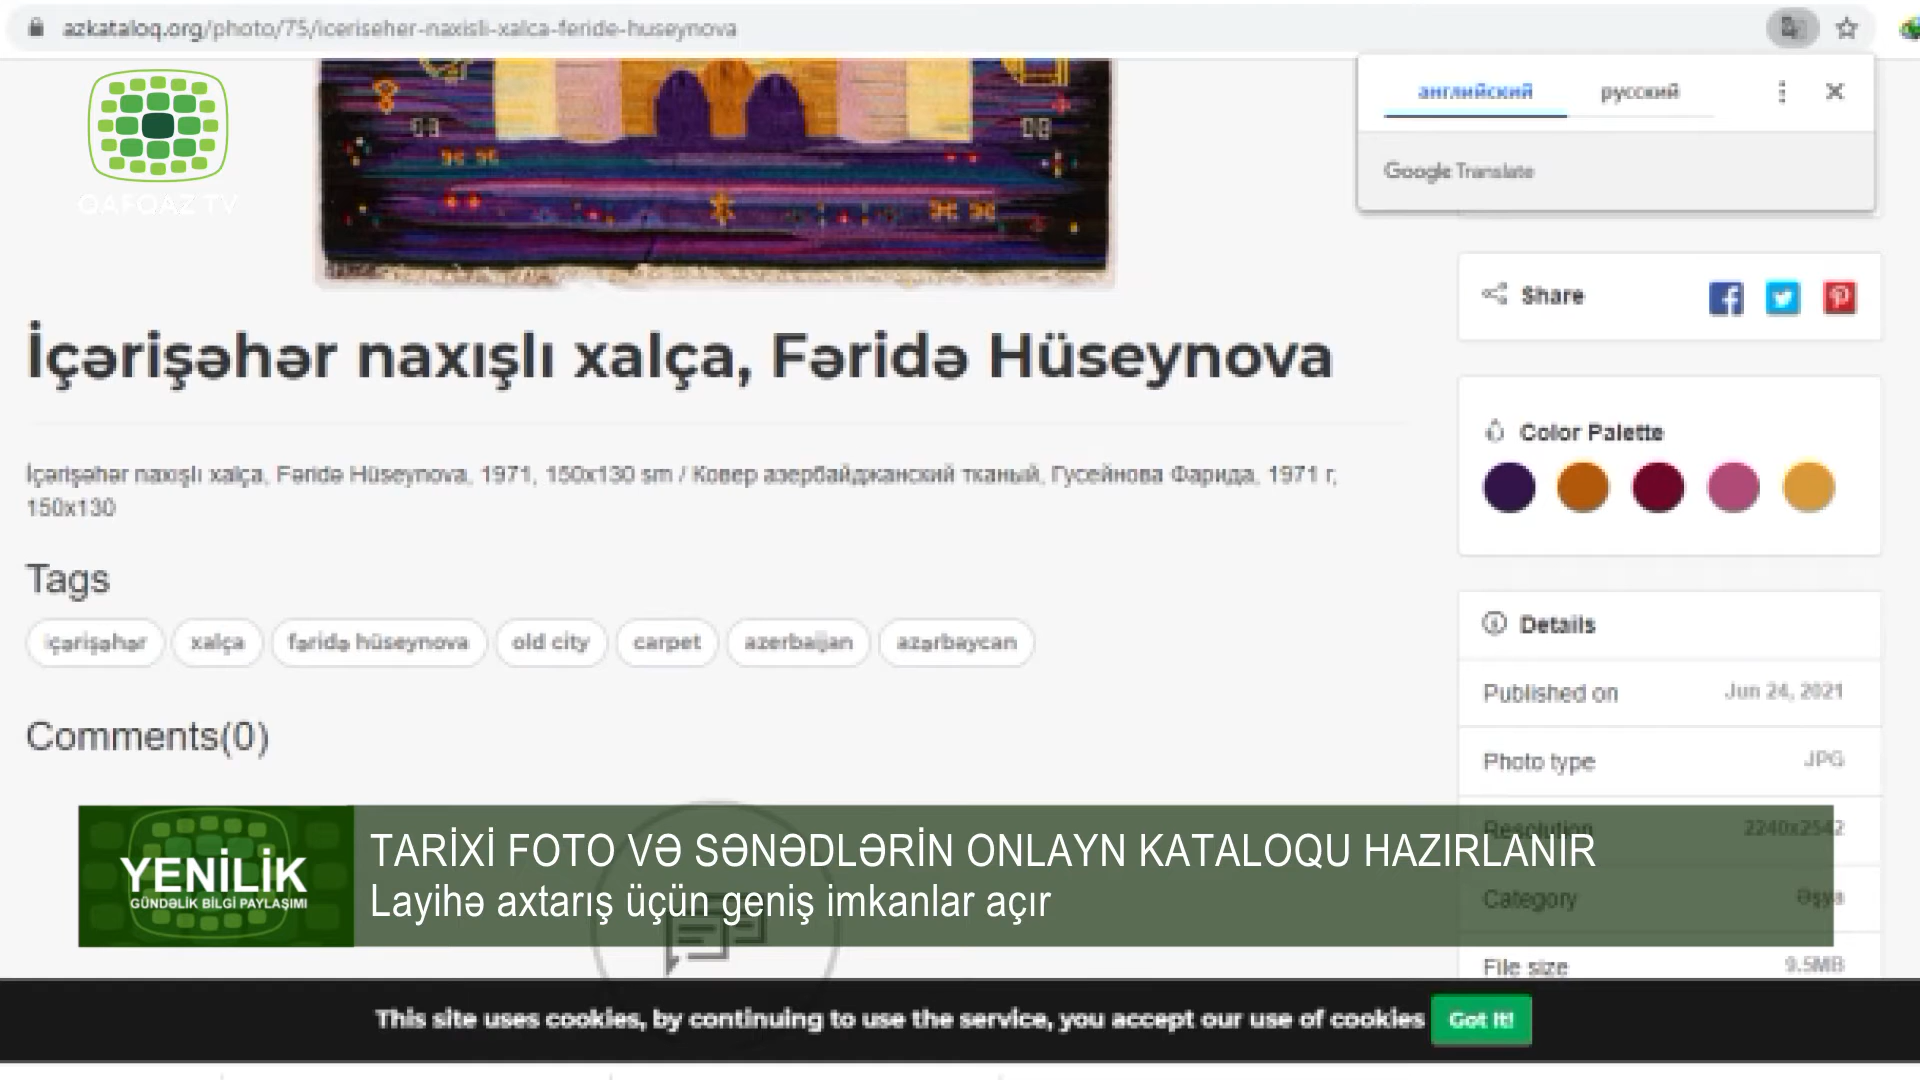 azkataloq.org/photo/75/iceriseher-naxisli-xalca-feride-huseynova
английский русский
Google Translate
QAFQAZ TV
Share
İçərişəhər naxışlı xalça, Fəridə Hüseynova
Color Palette
İçərişəhər naxışlı xalça, Fəridə Hüseynova, 1971, 150x130 sm / Ковер азербайджанский тканый, Гусейнова Фарида, 1971 г,
150x130
Tags
içərişəhər xalça fəridə hüseynova old city carpet azerbaijan azərbaycan
Details
Published on Jun 24, 2021
Comments(0)
Photo type JPG
Resolution 2240x2542
Category Əşya
File size 9.5MB
YENİLİK
GÜNDƏLİK BİLGİ PAYLAŞIMI
TARİXİ FOTO VƏ SƏNƏDLƏRİN ONLAYN KATALOQU HAZIRLANIR
Layihə axtarış üçün geniş imkanlar açır
This site uses cookies, by continuing to use the service, you accept our use of cookies Got It!